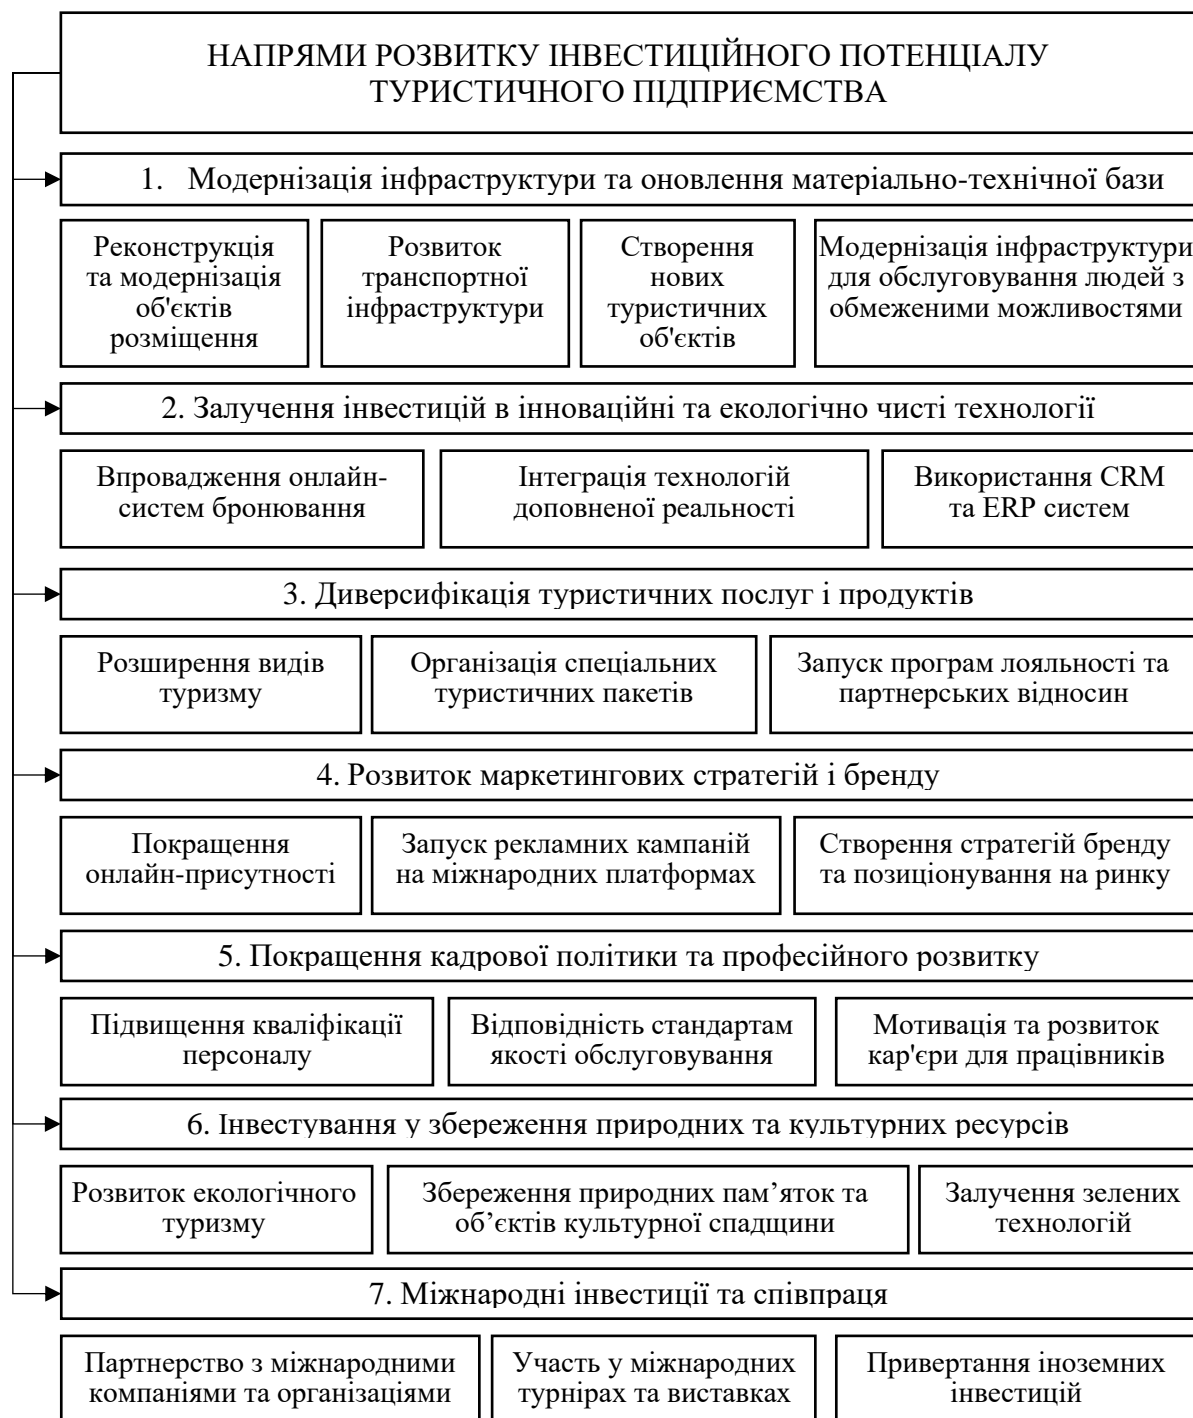 НАПРЯМИ РОЗВИТКУ ІНВЕСТИЦІЙНОГО ПОТЕНЦІАЛУ
ТУРИСТИЧНОГО ПІДПРИЄМСТВА
1. Модернізація інфраструктури та оновлення матеріально-технічної бази
Реконструкція
та модернізація
об'єктів
розміщення
Розвиток
транспортної
інфраструктури
Створення
нових
туристичних
об'єктів
Модернізація інфраструктури
для обслуговування людей з
обмеженими можливостями
2. Залучення інвестицій в інноваційні та екологічно чисті технології
Впровадження онлайн-
систем бронювання
Інтеграція технологій
доповненої реальності
Використання CRM
та ERP систем
3. Диверсифікація туристичних послуг і продуктів
Розширення видів
туризму
Організація спеціальних
туристичних пакетів
Запуск програм лояльності та
партнерських відносин
4. Розвиток маркетингових стратегій і бренду
Покращення
онлайн-присутності
Запуск рекламних кампаній
на міжнародних платформах
Створення стратегій бренду
та позиціонування на ринку
5. Покращення кадрової політики та професійного розвитку
Підвищення кваліфікації
персоналу
Відповідність стандартам
якості обслуговування
Мотивація та розвиток
кар'єри для працівників
6. Інвестування у збереження природних та культурних ресурсів
Розвиток екологічного
туризму
Збереження природних пам’яток та
об’єктів культурної спадщини
Залучення зелених
технологій
7. Міжнародні інвестиції та співпраця
Партнерство з міжнародними
компаніями та організаціями
Участь у міжнародних
турнірах та виставках
Привертання іноземних
інвестицій